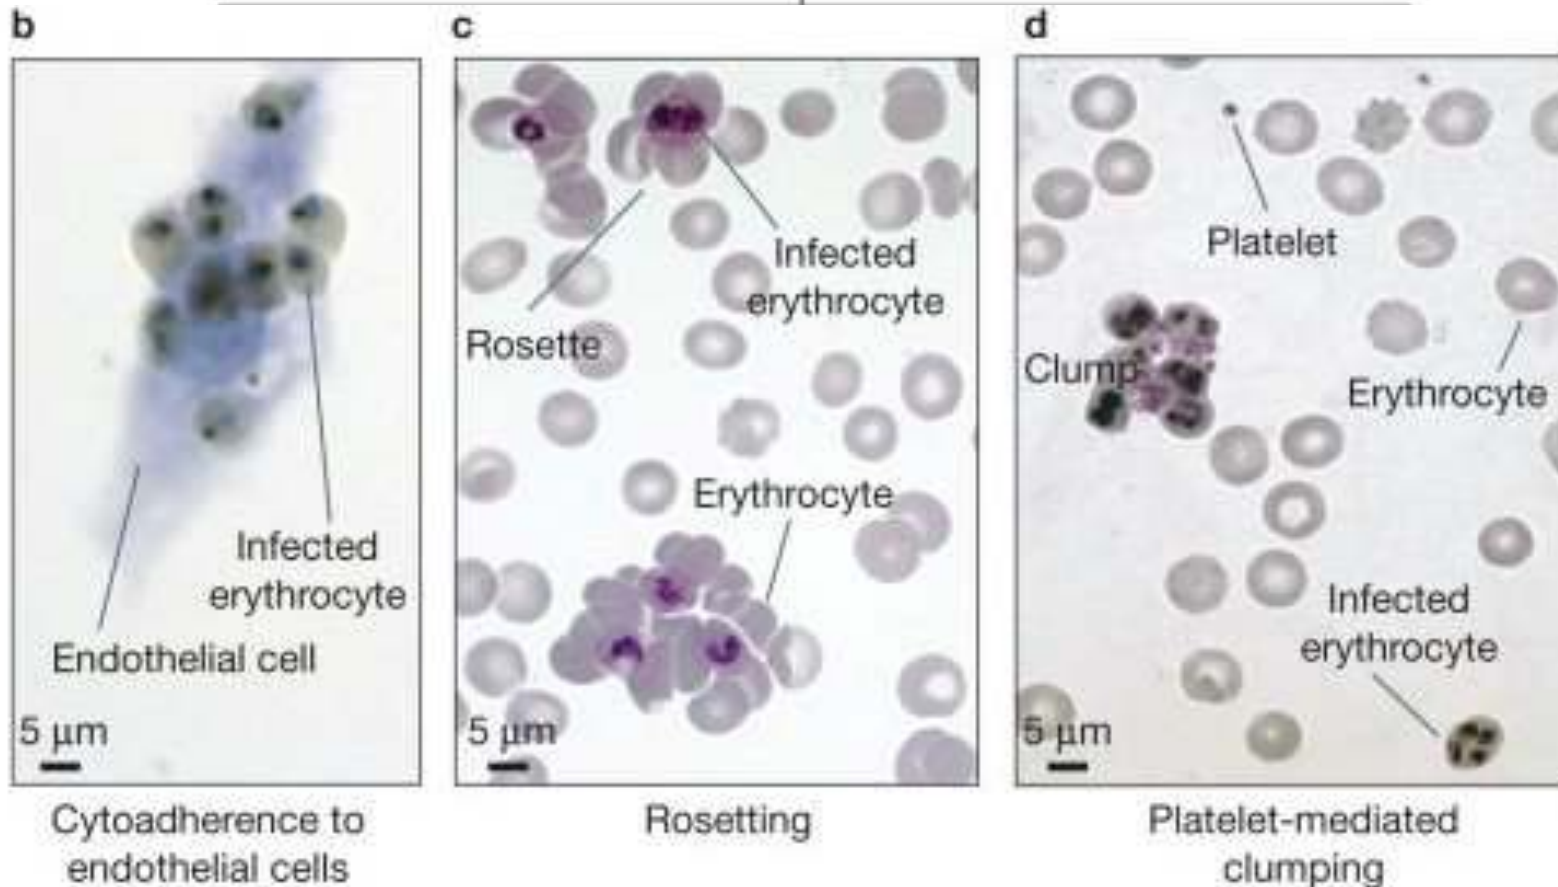 b
Infected
erythrocyte
Endothelial cell
5 μm
Cytoadherence to
endothelial cells
c
Infected
erythrocyte
Rosette
Erythrocyte
5 μm
Rosetting
d
Platelet
Clump
Erythrocyte
Infected
erythrocyte
5 μm
Platelet-mediated
clumping